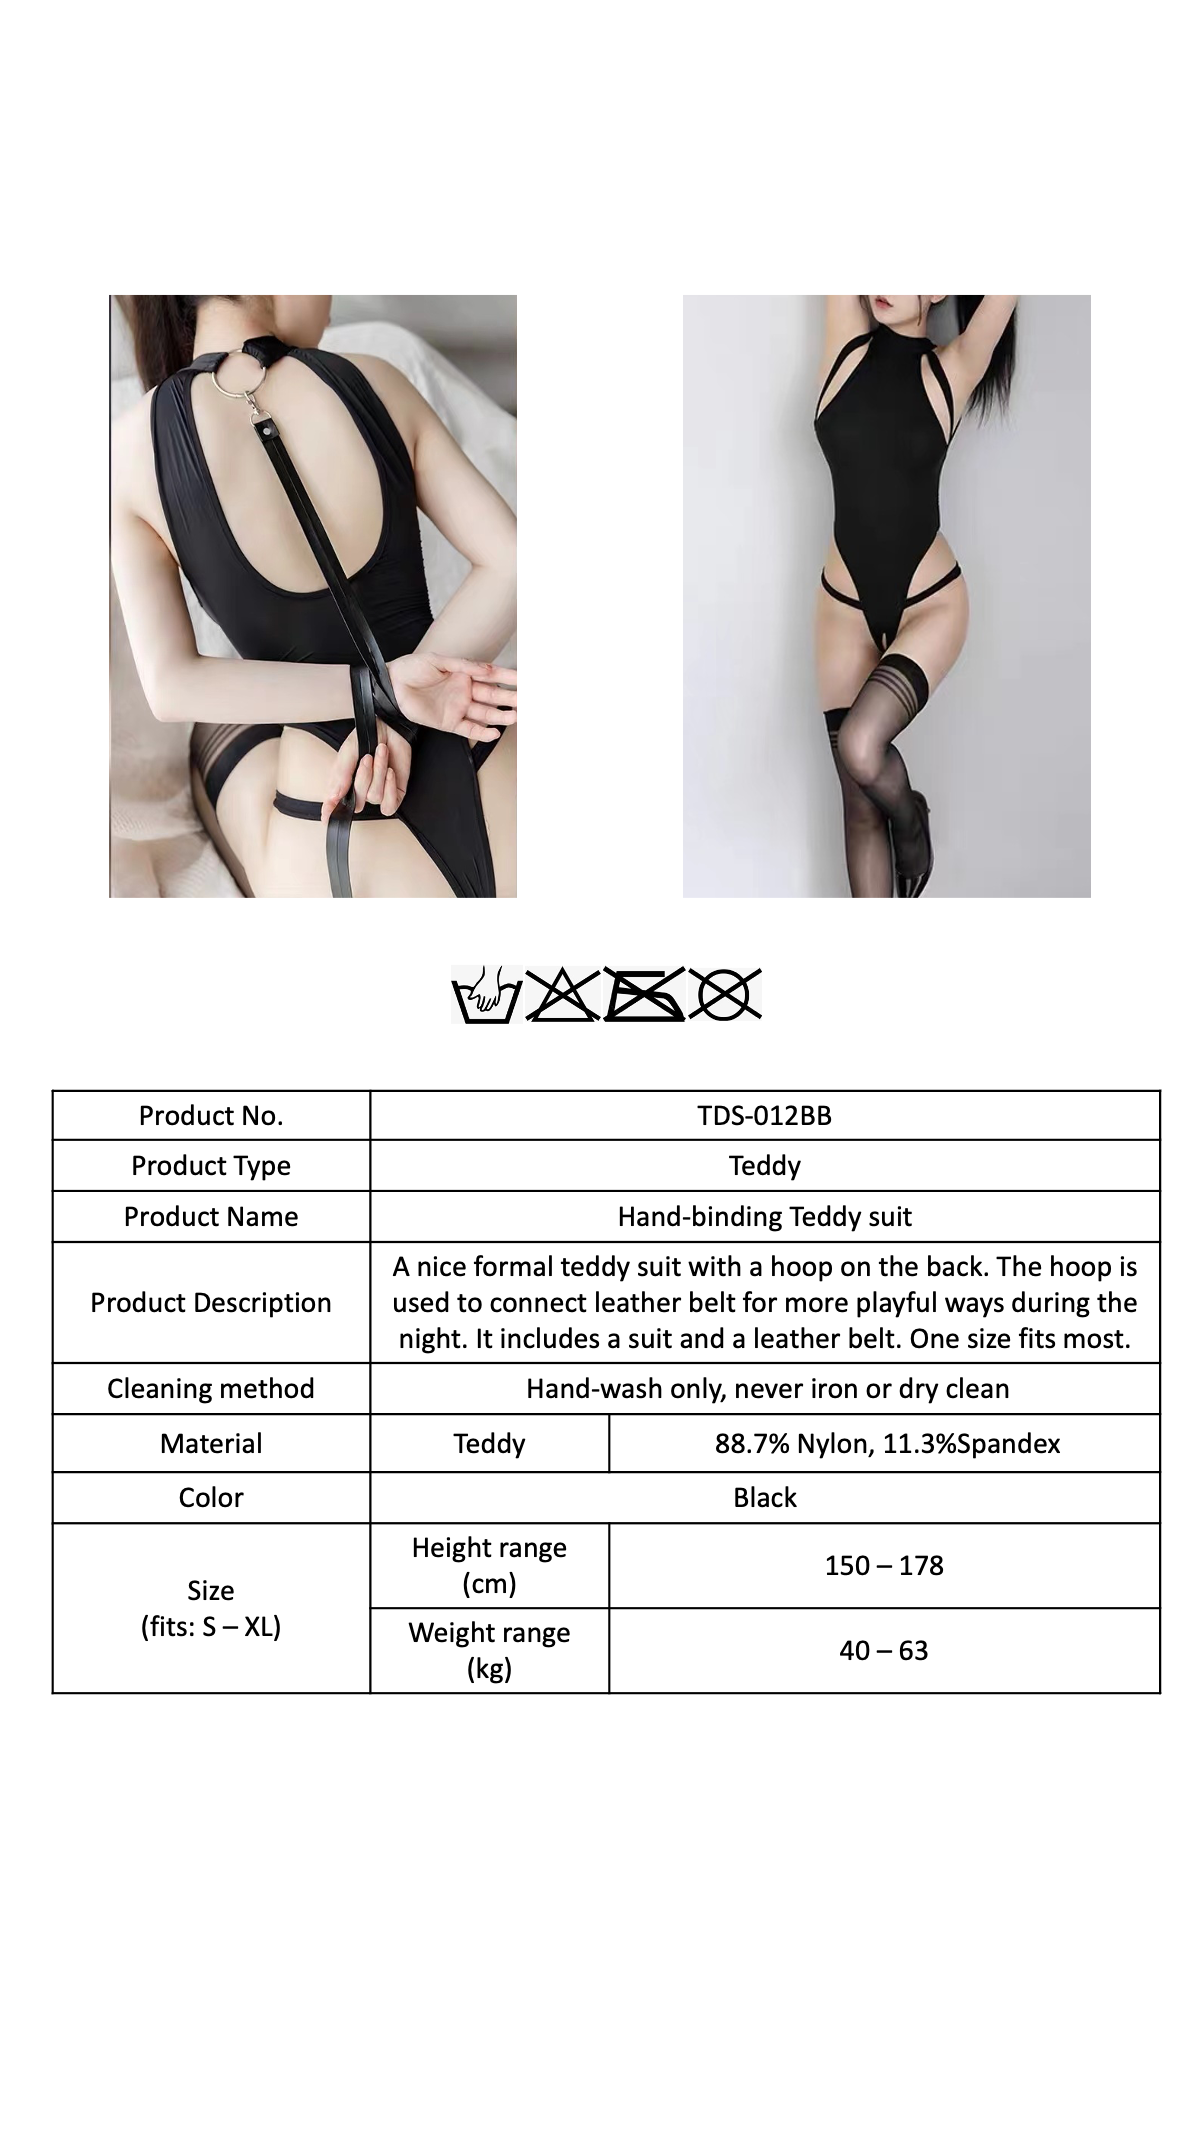 Product No.
TDS-012BB
Product Type
Teddy
Product Name
Hand-binding Teddy suit
Product Description
A nice formal teddy suit with a hoop on the back. The hoop is
used to connect leather belt for more playful ways during the
night. It includes a suit and a leather belt. One size fits most.
Cleaning method
Hand-wash only, never iron or dry clean
Material
Teddy
88.7% Nylon, 11.3%Spandex
Color
Black
Size
(fits: S – XL)
Height range
(cm)
150 – 178
Weight range
(kg)
40 – 63